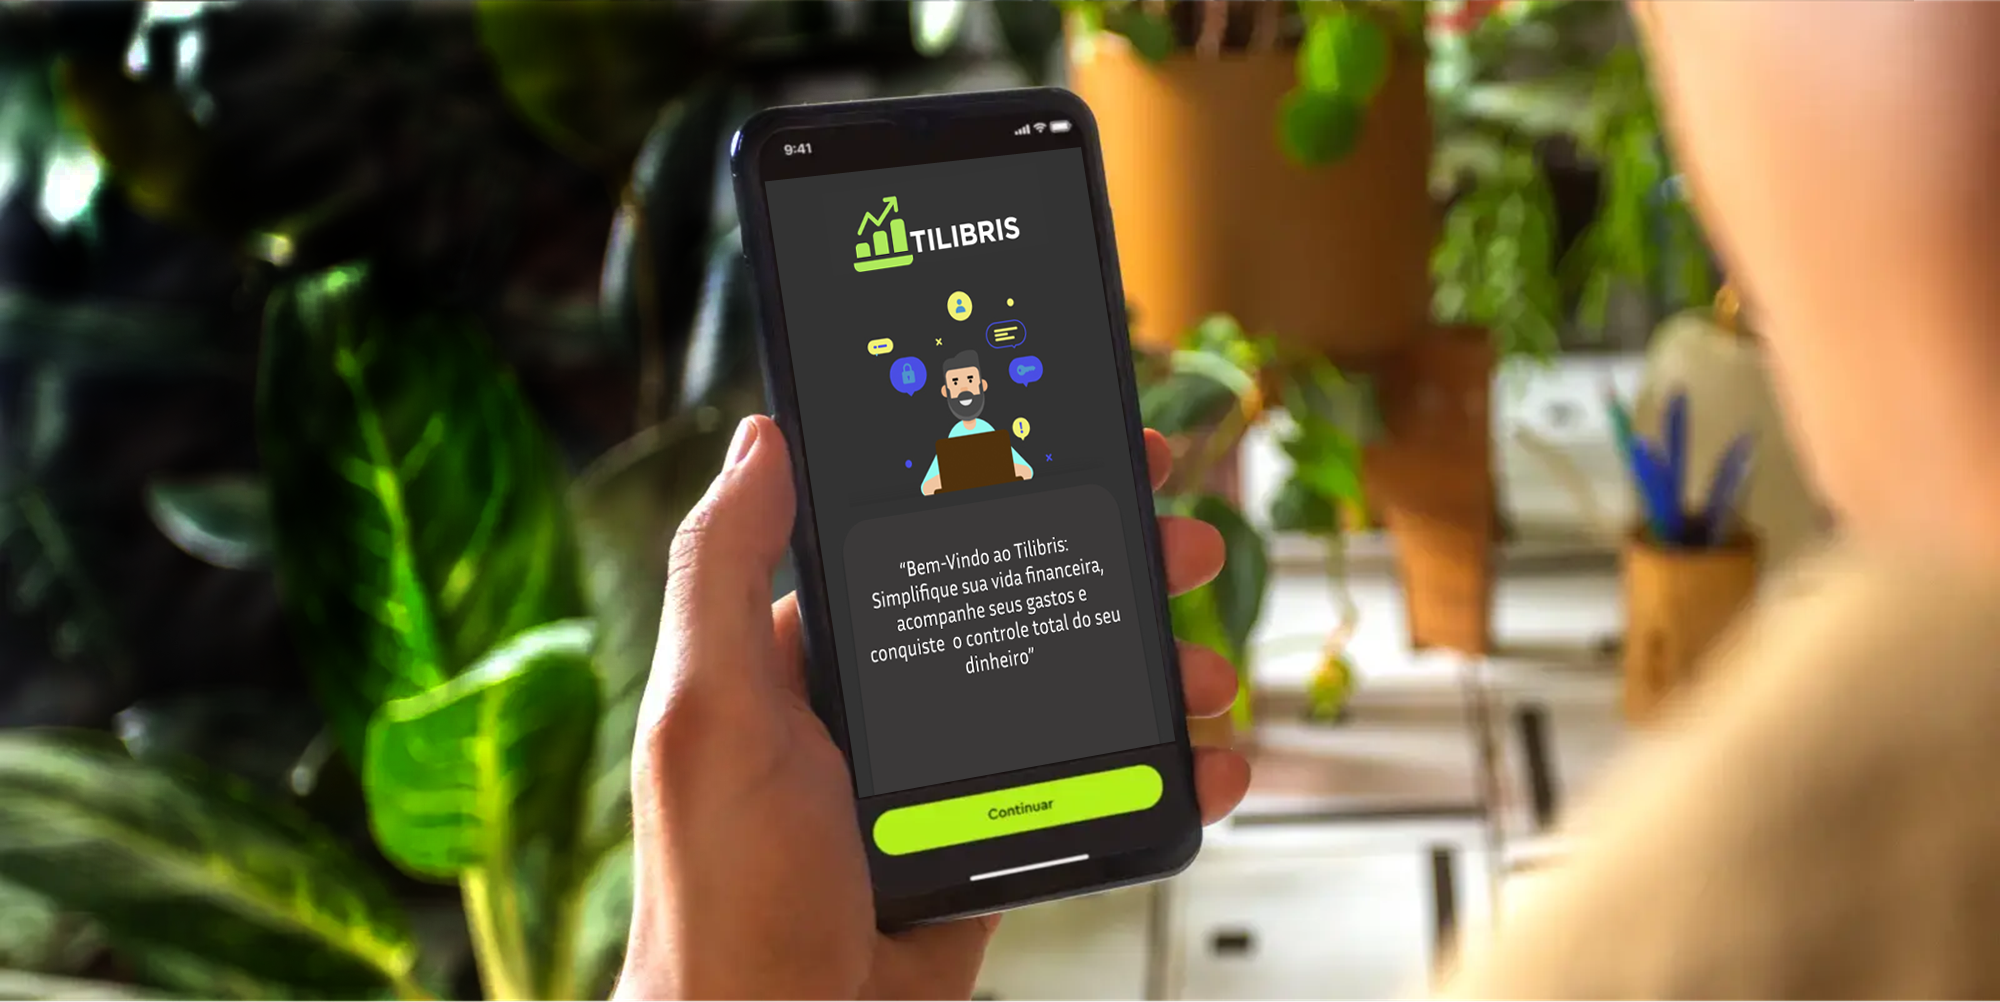 9:41
TILIBRIS
“Bem-Vindo ao Tilibris:
Simplifique sua vida financeira,
acompanhe seus gastos e
conquiste  o controle total do seu
dinheiro”
Continuar